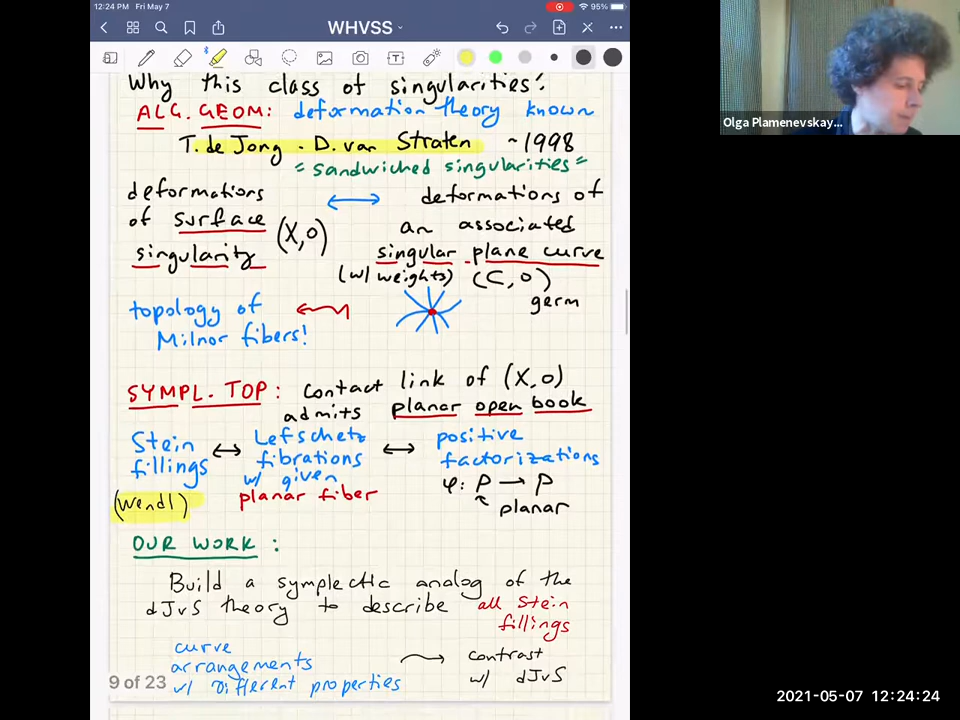 12:24 PM Fri May 7
95%
WHVSS
Why this class of singularities?
ALG. GEOM: deformation theory known
T. de Jong - D. van Straten ~1998
"sandwiched singularities"
deformations of surface singularity (X,0)
deformations of an associated singular plane curve
(w/ weights) (C,0)
germ
topology of
Milnor fibers!
SYMPL. TOP: contact link of (X,0)
admits planar open book
Stein fillings ↔ Lefschetz fibrations w/ given planar fiber ↔ positive factorizations
φ: P → P
planar
(Wendl)
OUR WORK:
Build a symplectic analog of the
dJvS theory to describe all Stein
fillings
curve
arrangements
w/ different properties
contrast
w/ dJvS
9 of 23
Olga Plamenevskay...
2021-05-07 12:24:24